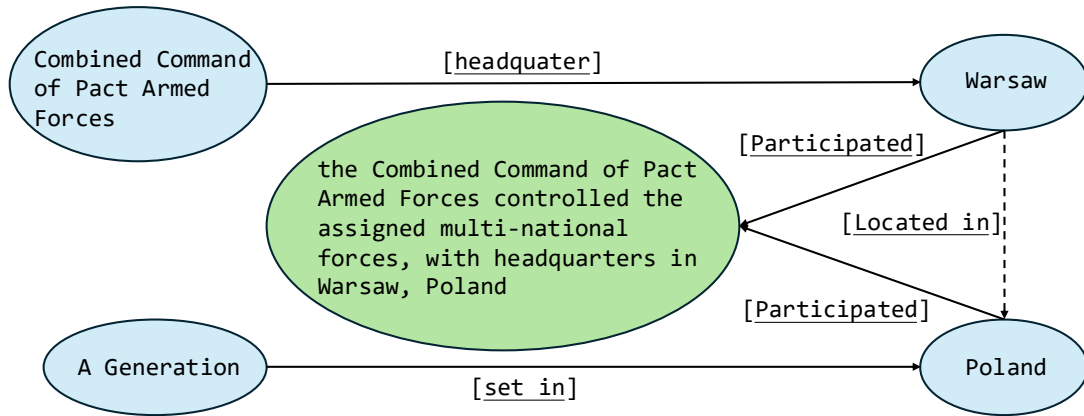 Combined Command
of Pact Armed
Forces
[headquater]
Warsaw
[Participated]
the Combined Command of Pact
Armed Forces controlled the
assigned multi-national
forces, with headquarters in
Warsaw, Poland
[Located in]
[Participated]
A Generation
[set in]
Poland